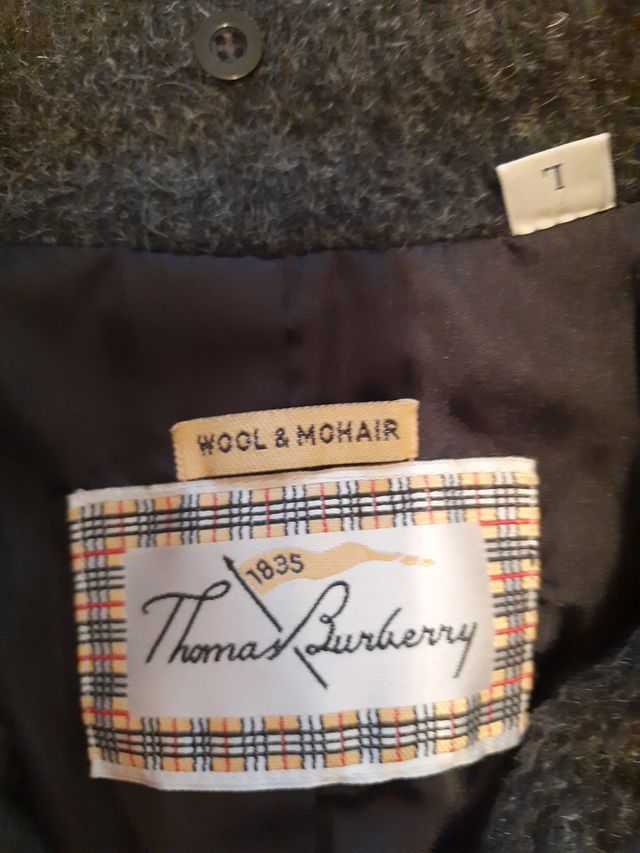 L
WOOL & MOHAIR
1835
Thomas Burberry